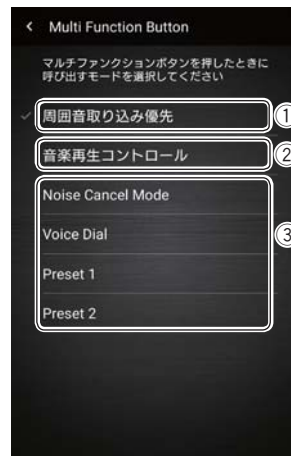 < Multi Function Button
マルチファンクションボタンを押したときに
呼び出すモードを選択してください
✓ 周囲音取り込み優先 ①
音楽再生コントロール ②
Noise Cancel Mode
Voice Dial ③
Preset 1
Preset 2